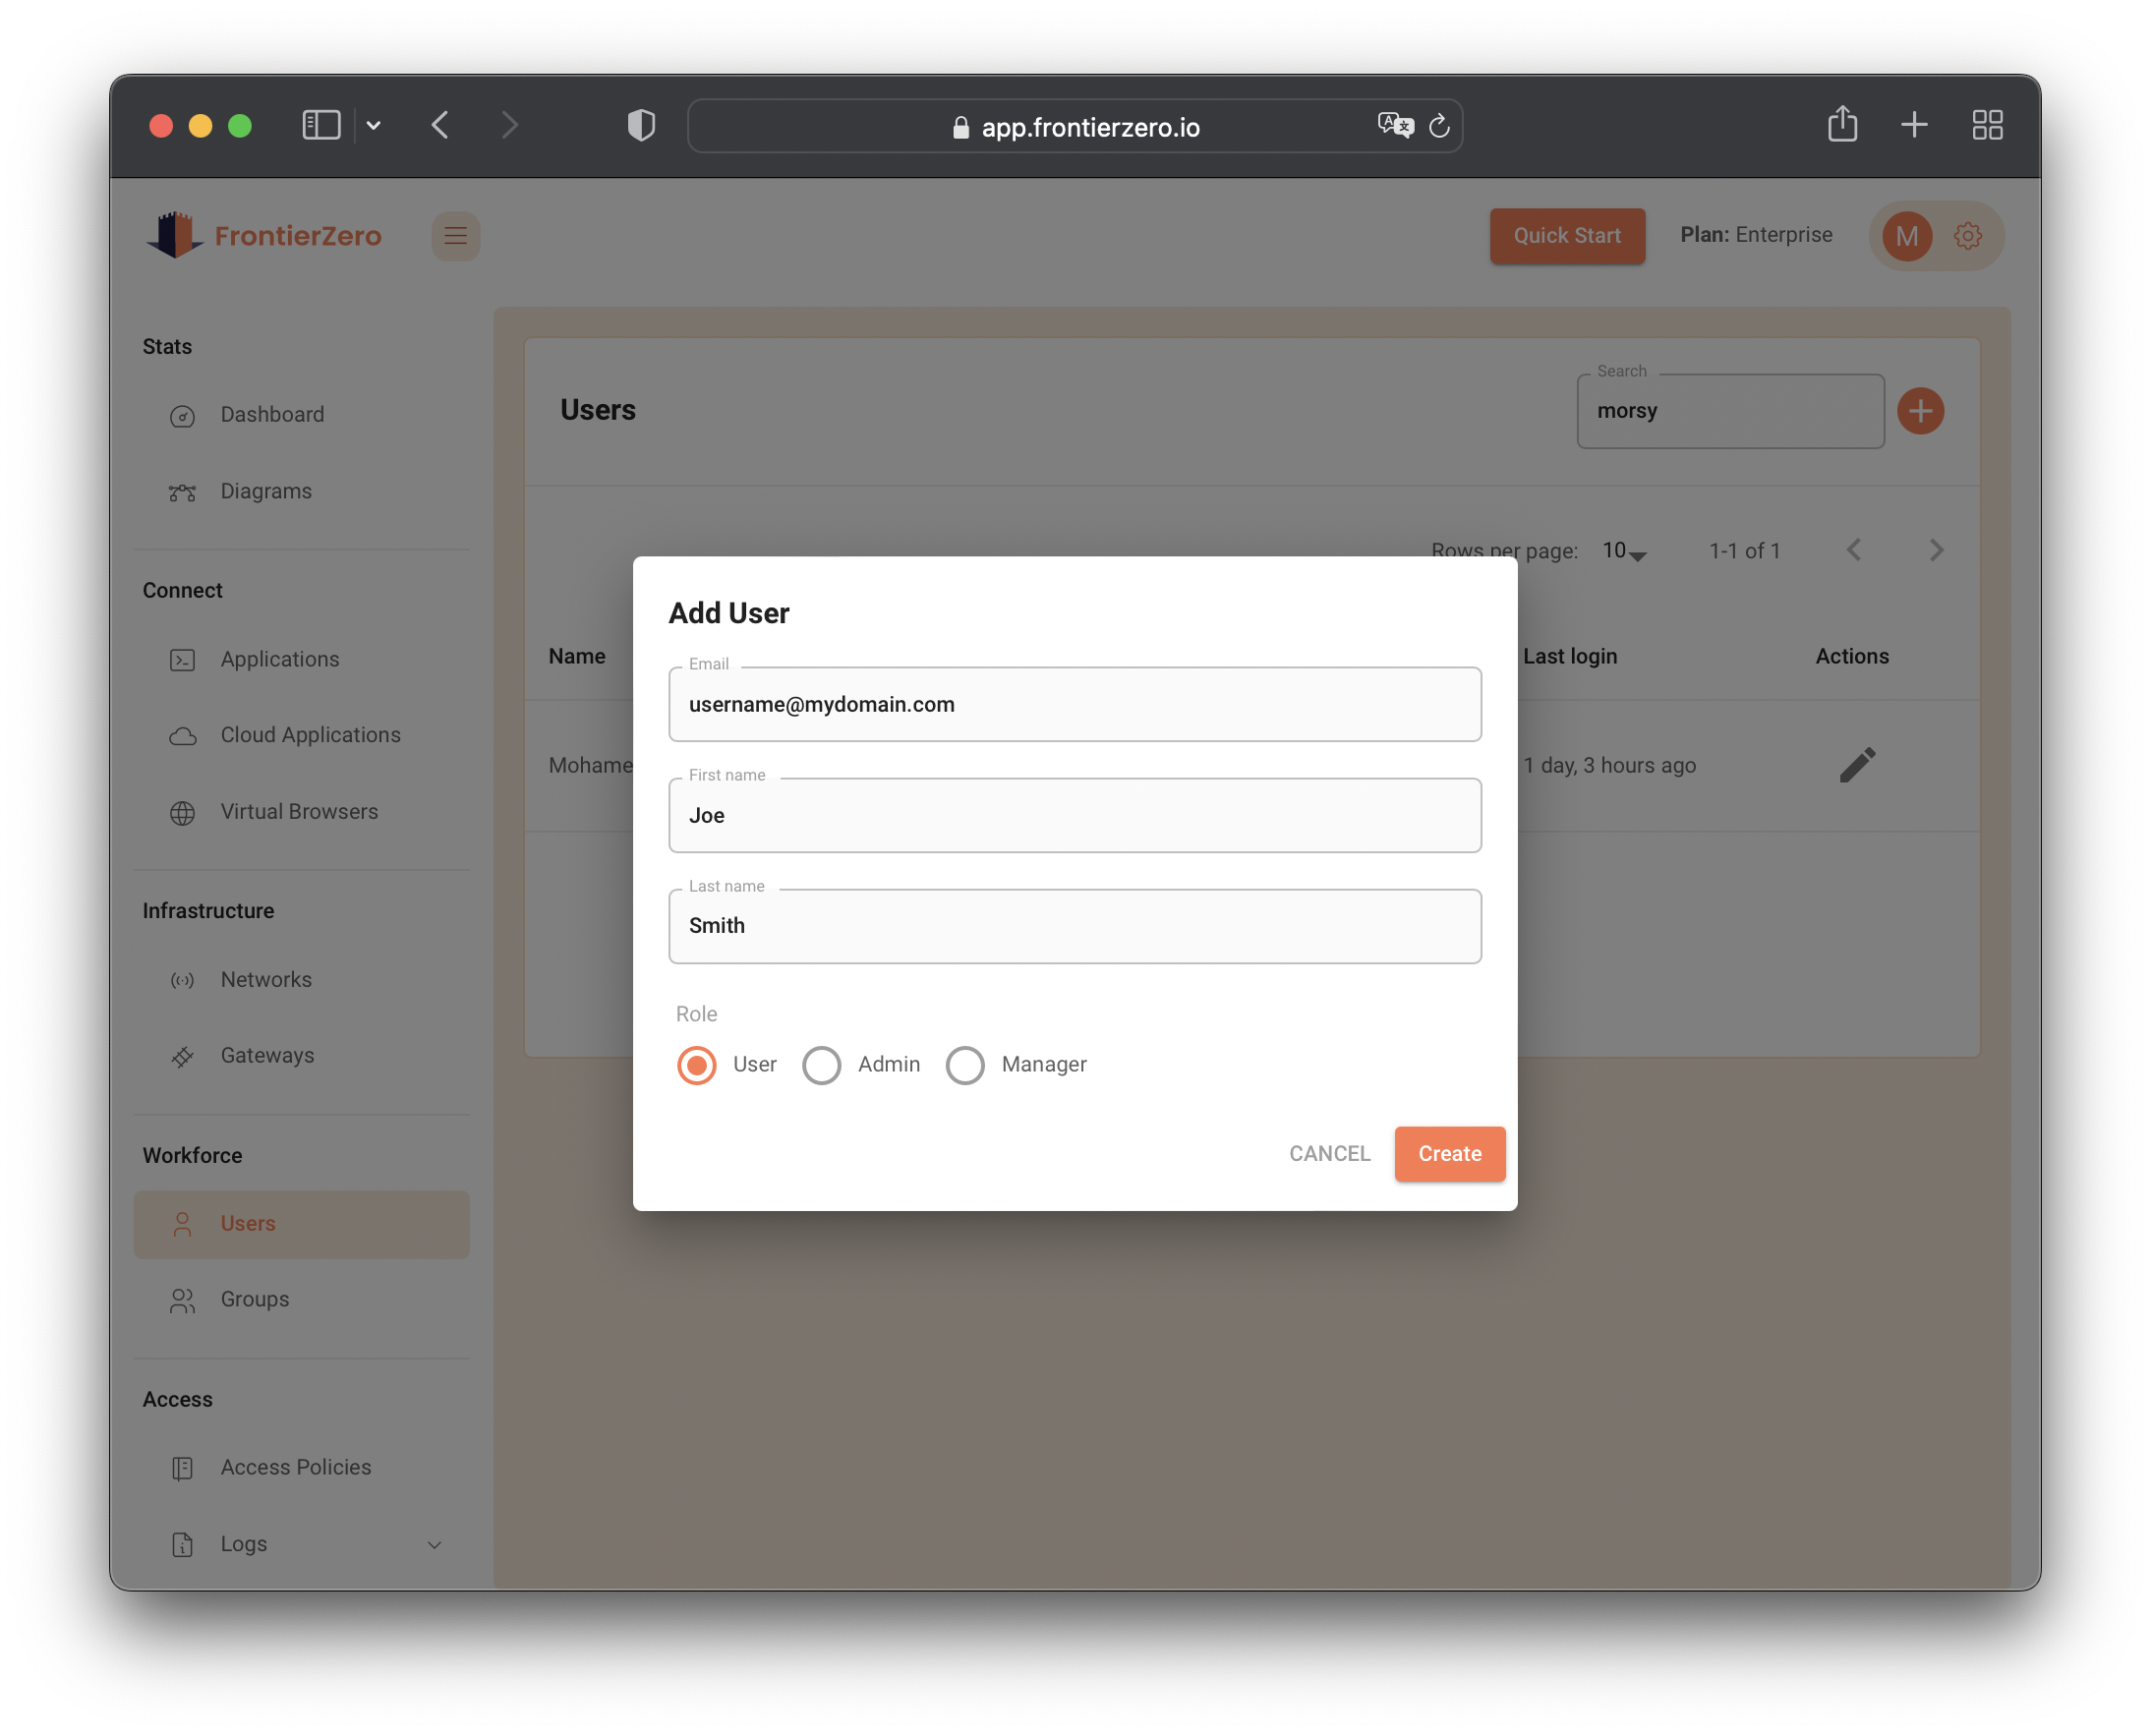 app.frontierzero.io
FrontierZero
Quick Start
Plan: Enterprise
M
Stats
Dashboard
Diagrams
Connect
Applications
Cloud Applications
Virtual Browsers
Infrastructure
Networks
Gateways
Workforce
Users
Groups
Access
Access Policies
Logs
Users
Search
morsy
Rows per page: 10 1-1 of 1
Name Last login Actions
Mohame 1 day, 3 hours ago
Add User
Email
username@mydomain.com
First name
Joe
Last name
Smith
Role
User Admin Manager
CANCEL Create